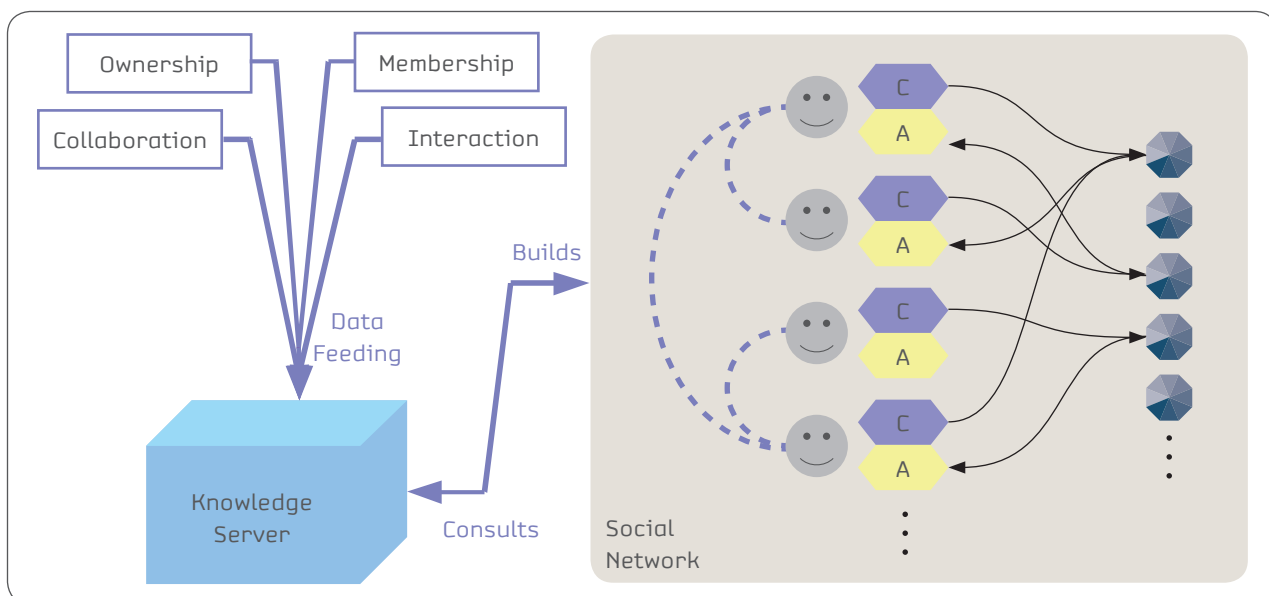 Ownership
Membership
Collaboration
Interaction
Data
Feeding
Builds
Consults
Knowledge
Server
C
A
C
A
C
A
C
A
Social
Network